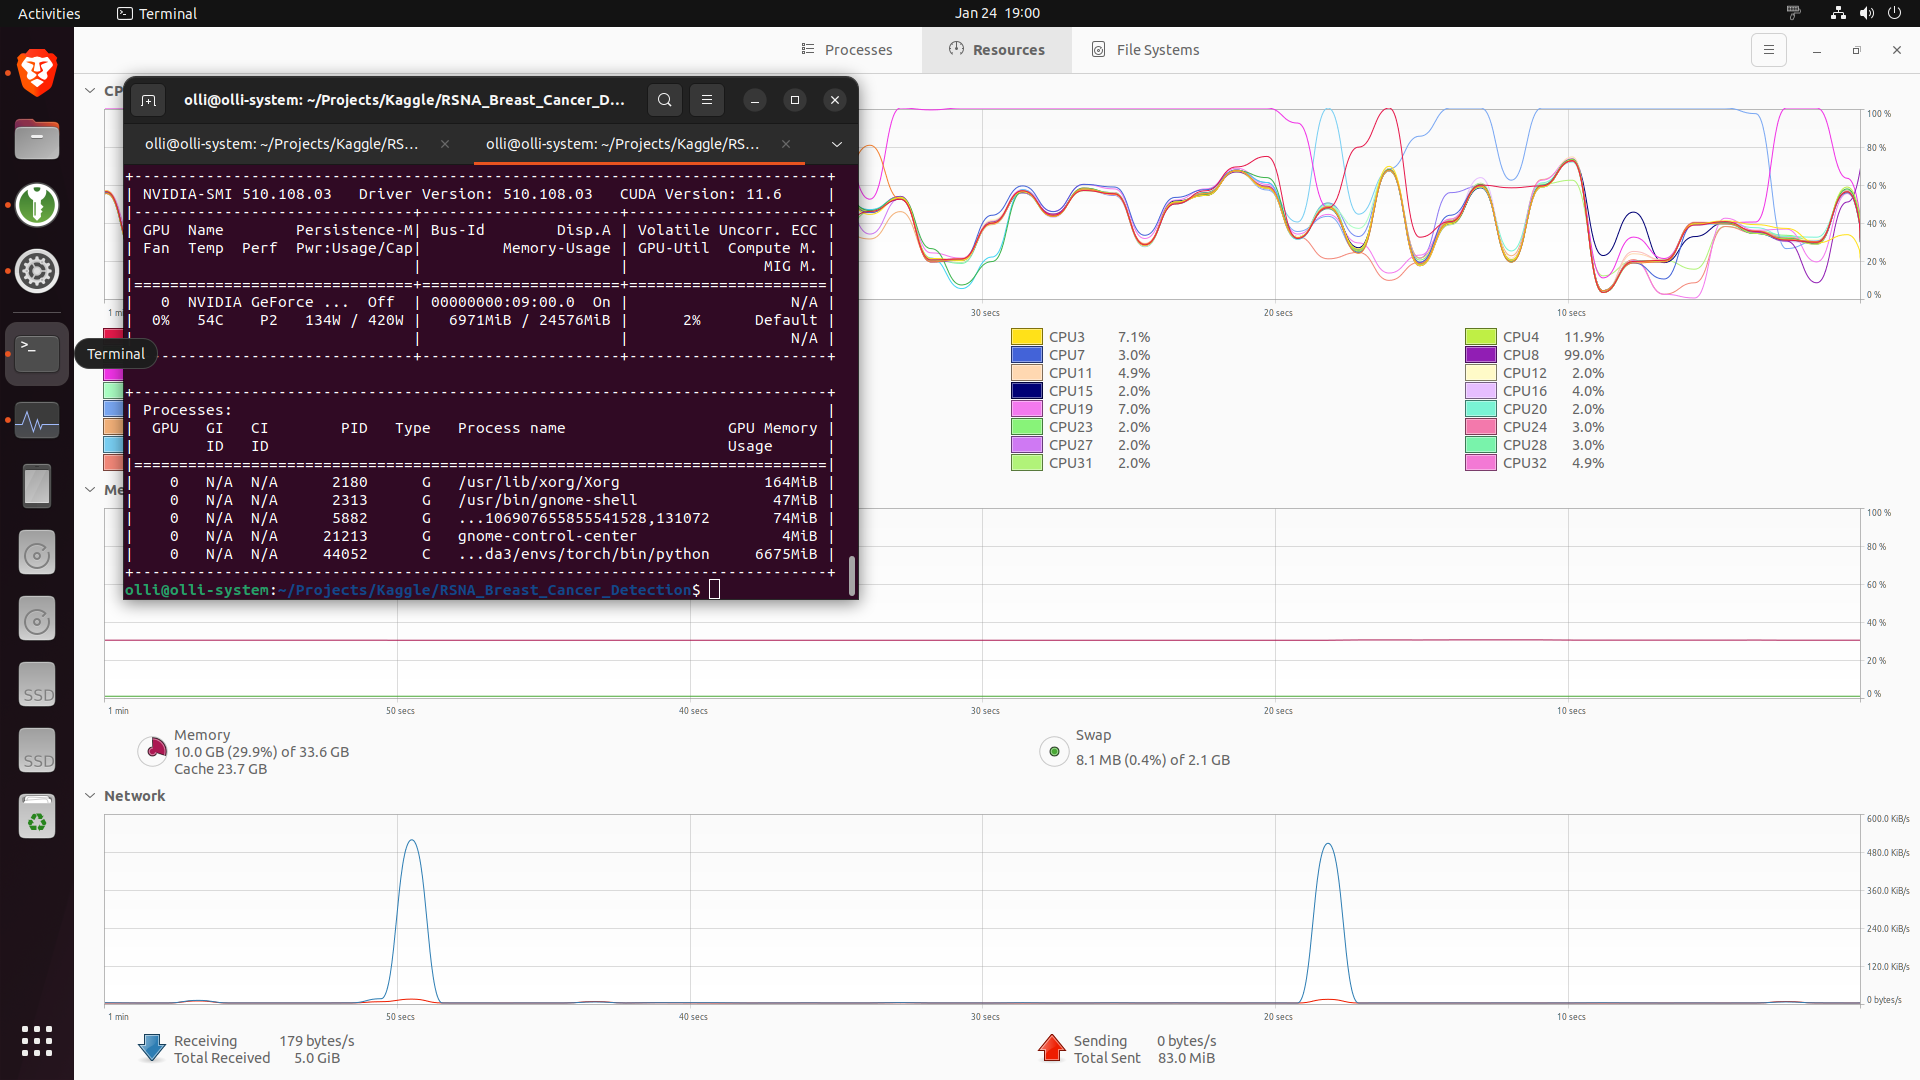 Activities
Terminal
Jan 24 19:00
Processes
Resources
File Systems
CP
olli@olli-system: ~/Projects/Kaggle/RSNA_Breast_Cancer_D...
olli@olli-system: ~/Projects/Kaggle/RS...
olli@olli-system: ~/Projects/Kaggle/RS...
+-----------------------------------------------------------------------------+
| NVIDIA-SMI 510.108.03   Driver Version: 510.108.03   CUDA Version: 11.6     |
|-------------------------------+----------------------+----------------------+
| GPU  Name        Persistence-M| Bus-Id        Disp.A | Volatile Uncorr. ECC |
| Fan  Temp  Perf  Pwr:Usage/Cap|         Memory-Usage | GPU-Util  Compute M. |
|                               |                      |               MIG M. |
|===============================+======================+======================|
|   0  NVIDIA GeForce ...  Off  | 00000000:09:00.0  On |                  N/A |
|  0%   54C    P2   134W / 420W |   6971MiB / 24576MiB |      2%      Default |
|                               |                      |                  N/A |
+-------------------------------+----------------------+----------------------+
+-----------------------------------------------------------------------------+
| Processes:                                                                  |
|  GPU   GI   CI        PID   Type   Process name                  GPU Memory |
|        ID   ID                                                   Usage      |
|=============================================================================|
|    0   N/A  N/A      2180      G   /usr/lib/xorg/Xorg                164MiB |
|    0   N/A  N/A      2313      G   /usr/bin/gnome-shell               47MiB |
|    0   N/A  N/A      5882      G   ...106907655855541528,131072       74MiB |
|    0   N/A  N/A     21213      G   gnome-control-center                4MiB |
|    0   N/A  N/A     44052      C   ...da3/envs/torch/bin/python     6675MiB |
+-----------------------------------------------------------------------------+
olli@olli-system:~/Projects/Kaggle/RSNA_Breast_Cancer_Detection$
Terminal
100 %
80 %
60 %
40 %
20 %
0 %
1 m
30 secs
20 secs
10 secs
CPU3 7.1%
CPU4 11.9%
CPU7 3.0%
CPU8 99.0%
CPU11 4.9%
CPU12 2.0%
CPU15 2.0%
CPU16 4.0%
CPU19 7.0%
CPU20 2.0%
CPU23 2.0%
CPU24 3.0%
CPU27 2.0%
CPU28 3.0%
CPU31 2.0%
CPU32 4.9%
Me
100 %
80 %
60 %
40 %
20 %
0 %
1 min
50 secs
40 secs
30 secs
20 secs
10 secs
Memory
10.0 GB (29.9%) of 33.6 GB
Cache 23.7 GB
Swap
8.1 MB (0.4%) of 2.1 GB
Network
600.0 KiB/s
480.0 KiB/s
360.0 KiB/s
240.0 KiB/s
120.0 KiB/s
0 bytes/s
1 min
50 secs
40 secs
30 secs
20 secs
10 secs
Receiving 179 bytes/s
Total Received 5.0 GiB
Sending 0 bytes/s
Total Sent 83.0 MiB
SSD
SSD